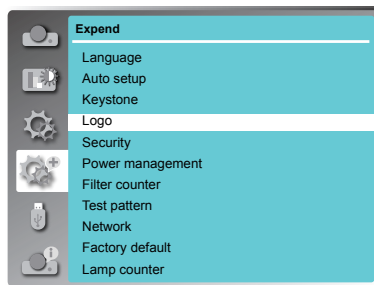 Expend
Language
Auto setup
Keystone
Logo
Security
Power management
Filter counter
Test pattern
Network
Factory default
Lamp counter